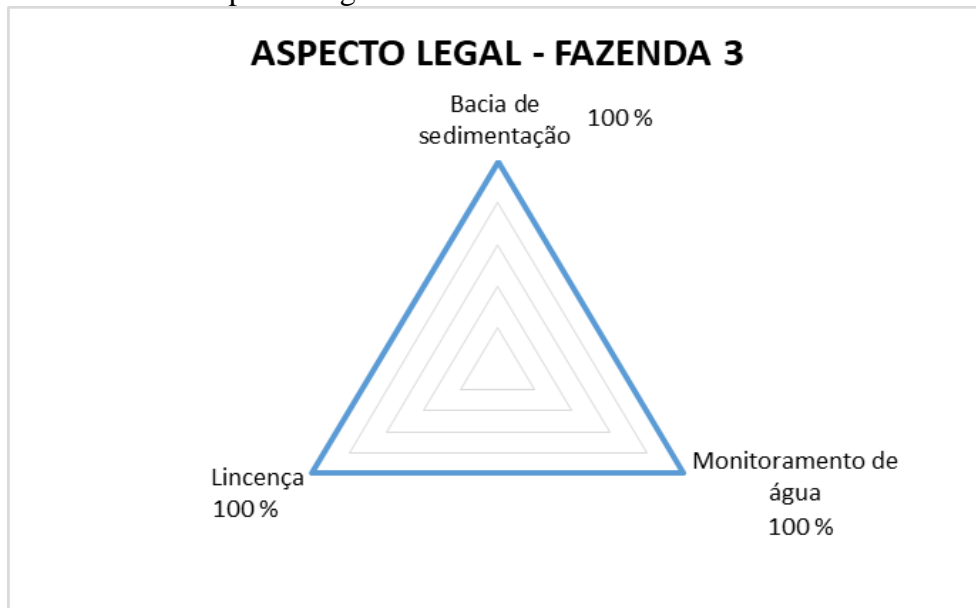 ASPECTO LEGAL - FAZENDA 3
Bacia de
sedimentação
100 %
Lincença
100 %
Monitoramento de
água
100 %